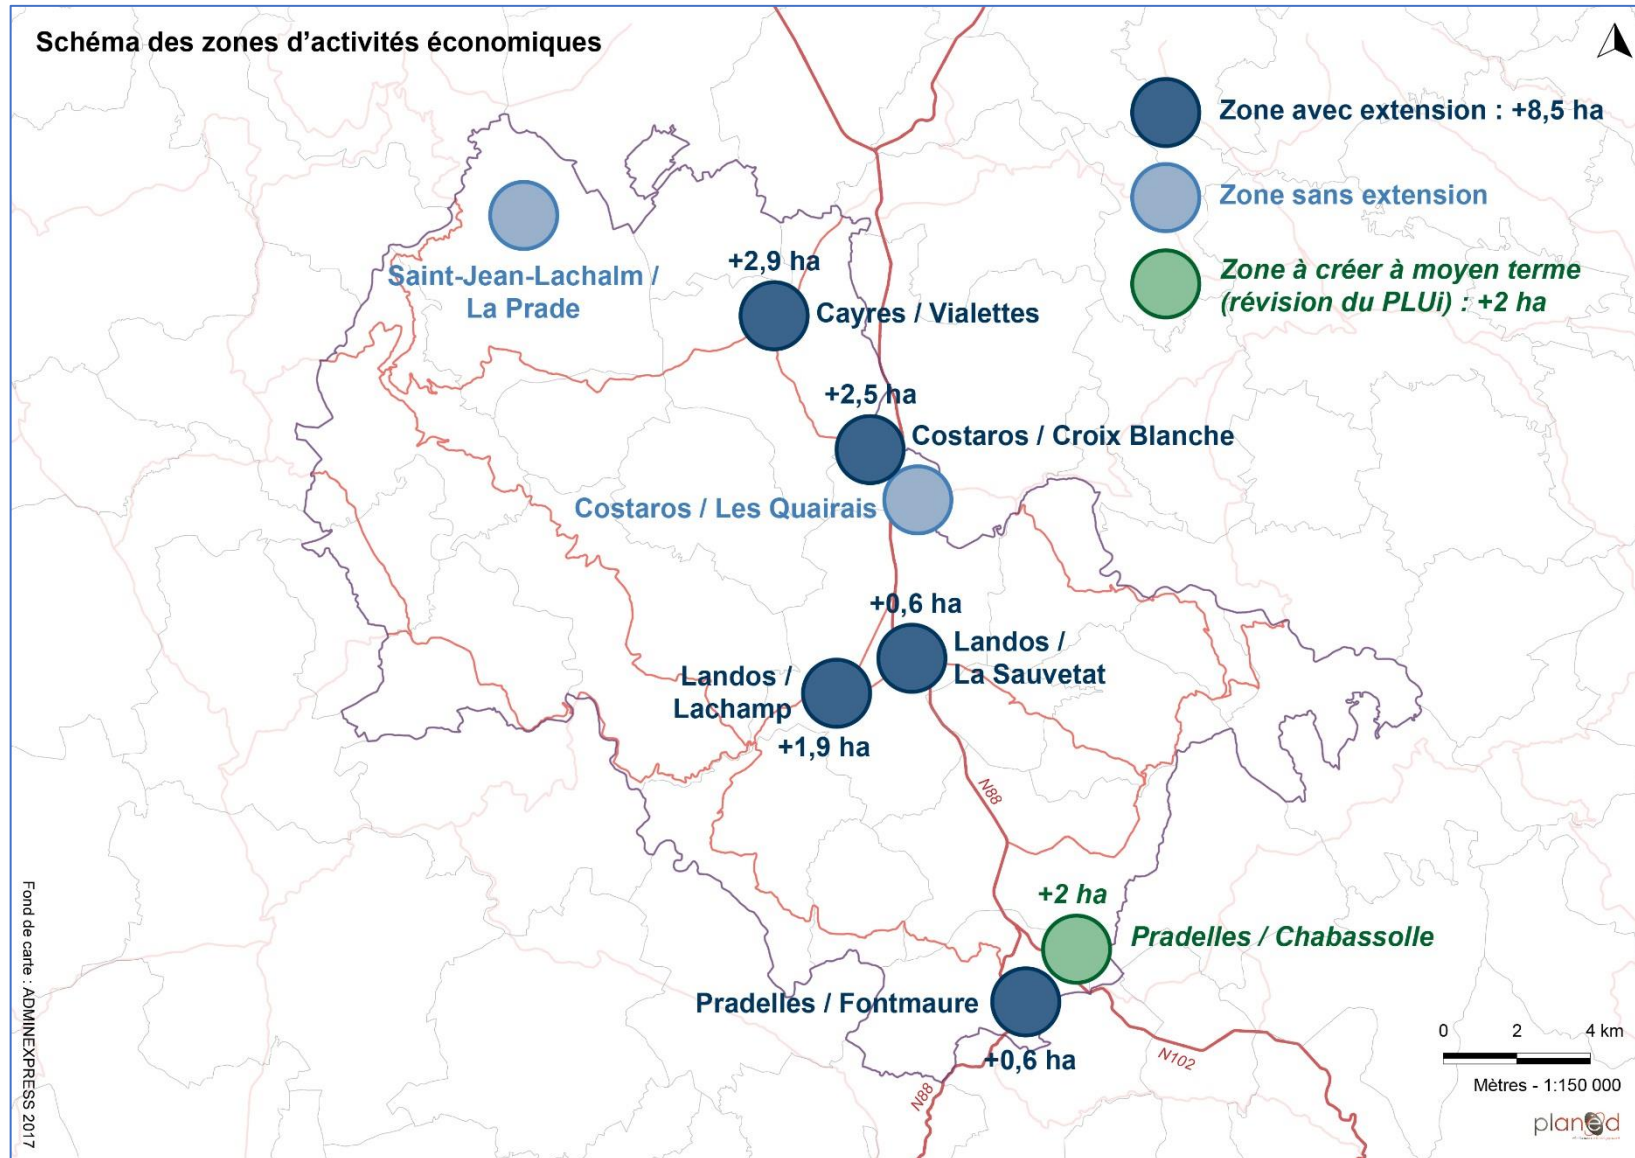 Schéma des zones d'activités économiques
Zone avec extension : +8,5 ha
Zone sans extension
Zone à créer à moyen terme
(révision du PLUi) : +2 ha
Saint-Jean-Lachalm /
La Prade
+2,9 ha
Cayres / Vialettes
+2,5 ha
Costaros / Croix Blanche
Costaros / Les Quairais
+0,6 ha
Landos /
La Sauvetat
Landos /
Lachamp
+1,9 ha
N88
+2 ha
Pradelles / Chabassolle
Pradelles / Fontmaure
+0,6 ha
N102
N88
0 2 4 km
Mètres - 1:150 000
planèd
Fond de carte : ADMINEXPRESS 2017